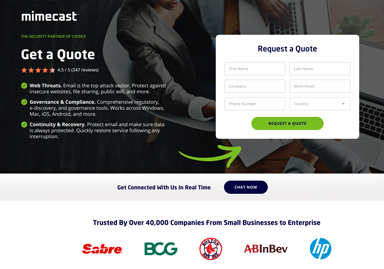 mimecast
THE SECURITY PARTNER OF CHOICE
Get a Quote
4.5 / 5 (347 reviews)
Web Threats. Email is the top attack vector. Protect against
insecure websites, file sharing, public wifi, and more.
Governance & Compliance. Comprehensive regulatory,
e-discovery, and governance tools. Works across Windows,
Mac, iOS, Android, and more.
Continuity & Recovery. Protect email and make sure data
is always protected. Quickly restore service following any
interruption.
Request a Quote
First Name
Last Name
Company
Work Email
Phone Number
Country
REQUEST A QUOTE
Get Connected With Us In Real Time
CHAT NOW
Trusted By Over 40,000 Companies From Small Businesses to Enterprise
Sabre
BCG
BOSTON
RED SOX
ABInBev
hp